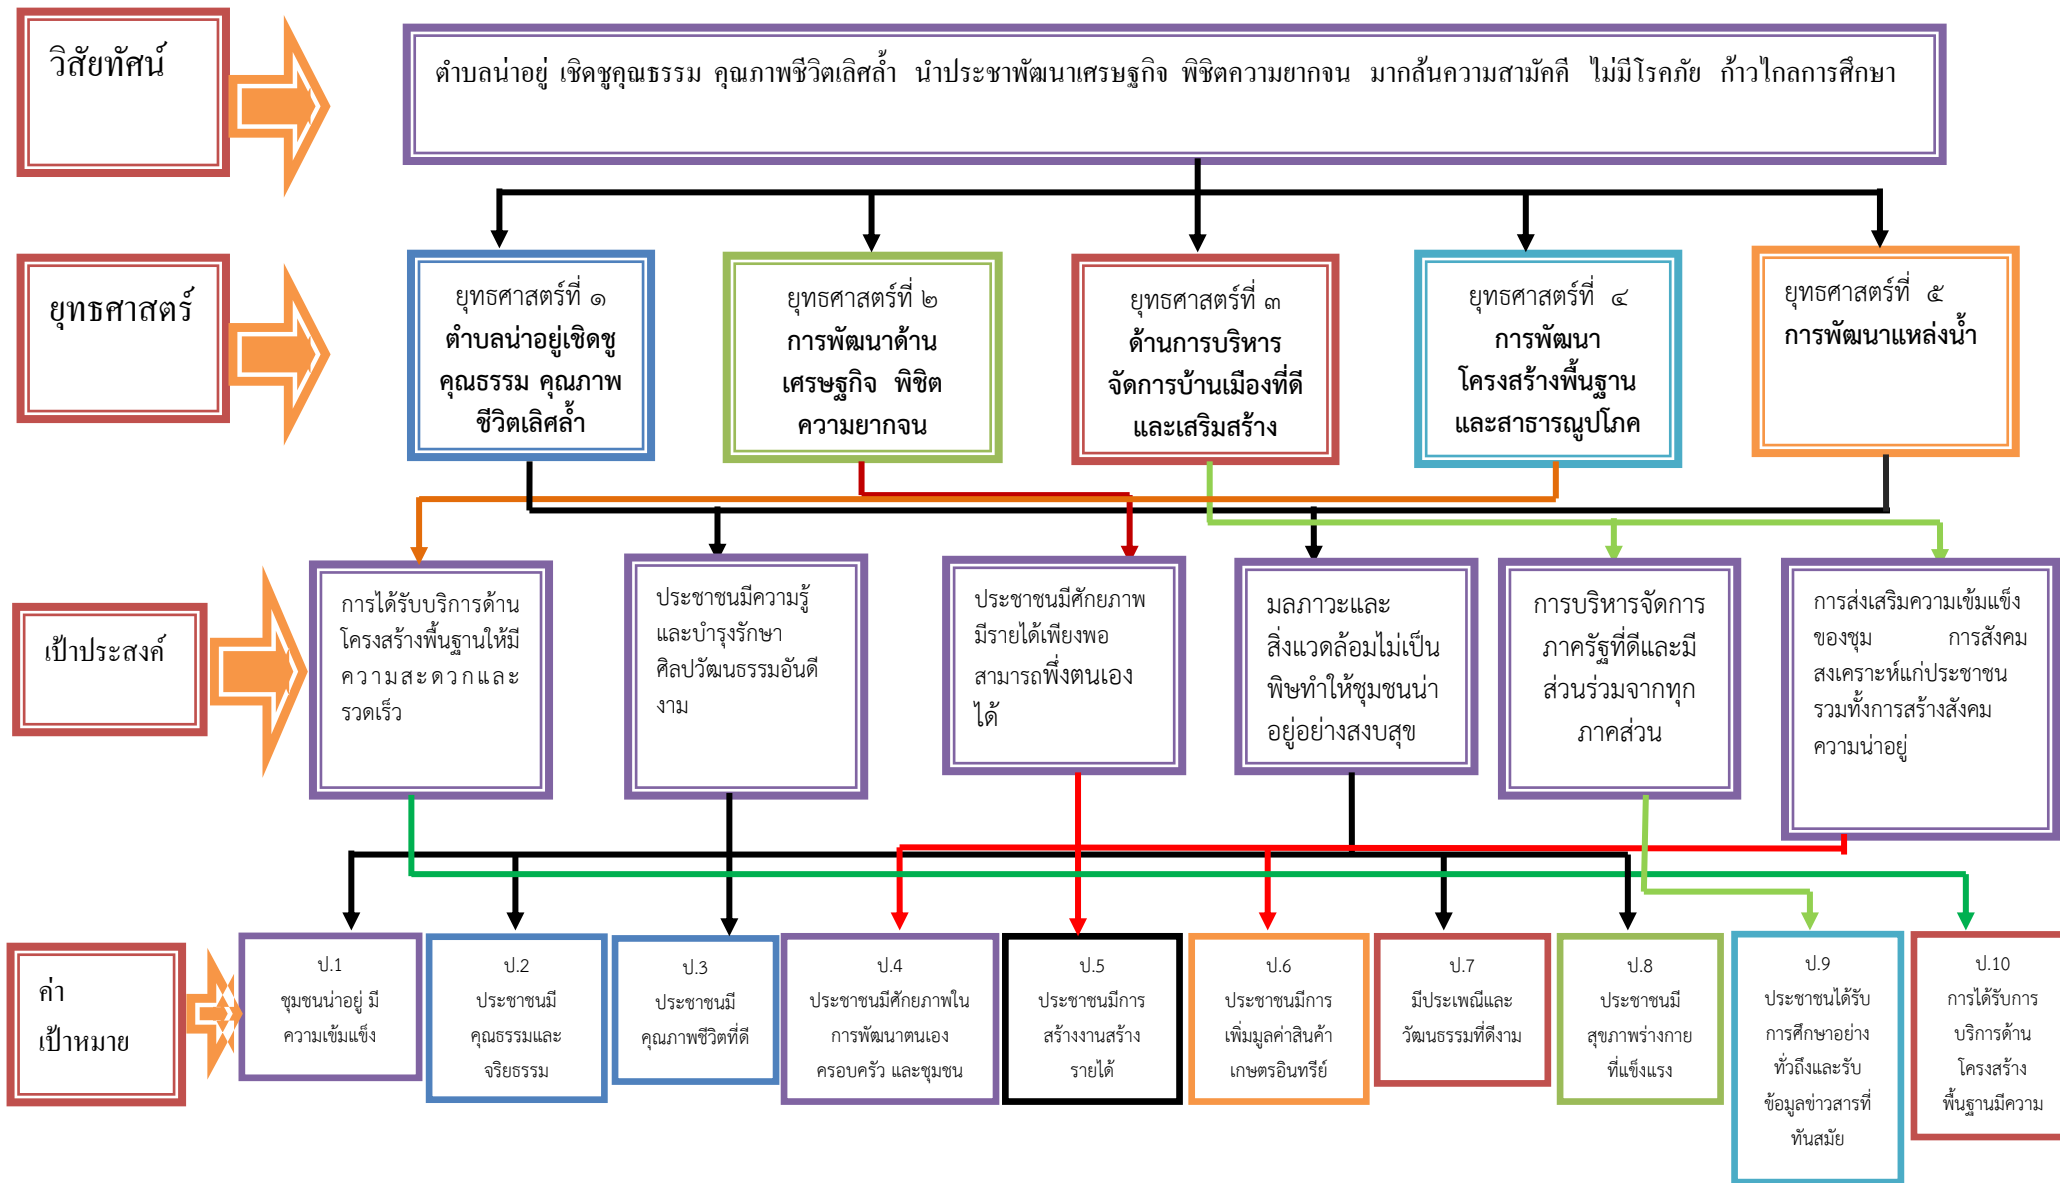 วิสัยทัศน์
ตำบลน่าอยู่ เชิดชูคุณธรรม คุณภาพชีวิตเลิศล้ำ นำประชาพัฒนาเศรษฐกิจ พิชิตความยากจน มากล้นความสามัคคี ไม่มีโรคภัย ก้าวไกลการศึกษา
ยุทธศาสตร์
ยุทธศาสตร์ที่ ๑
ตำบลน่าอยู่เชิดชู
คุณธรรม คุณภาพ
ชีวิตเลิศล้ำ
ยุทธศาสตร์ที่ ๒
การพัฒนาด้าน
เศรษฐกิจ พิชิต
ความยากจน
ยุทธศาสตร์ที่ ๓
ด้านการบริหาร
จัดการบ้านเมืองที่ดี
และเสริมสร้าง
ยุทธศาสตร์ที่ ๔
การพัฒนา
โครงสร้างพื้นฐาน
และสาธารณูปโภค
ยุทธศาสตร์ที่ ๕
การพัฒนาแหล่งน้ำ
เป้าประสงค์
การได้รับบริการด้าน
โครงสร้างพื้นฐานให้มี
ความสะดวกและ
รวดเร็ว
ประชาชนมีความรู้
และบำรุงรักษา
ศิลปวัฒนธรรมอันดี
งาม
ประชาชนมีศักยภาพ
มีรายได้เพียงพอ
สามารถพึ่งตนเอง
ได้
มลภาวะและ
สิ่งแวดล้อมไม่เป็น
พิษทำให้ชุมชนน่า
อยู่อย่างสงบสุข
การบริหารจัดการ
ภาครัฐที่ดีและมี
ส่วนร่วมจากทุก
ภาคส่วน
การส่งเสริมความเข้มแข็ง
ของชุม การสังคม
สงเคราะห์แก่ประชาชน
รวมทั้งการสร้างสังคม
ความน่าอยู่
ค่า
เป้าหมาย
ป.1
ชุมชนน่าอยู่ มี
ความเข้มแข็ง
ป.2
ประชาชนมี
คุณธรรมและ
จริยธรรม
ป.3
ประชาชนมี
คุณภาพชีวิตที่ดี
ป.4
ประชาชนมีศักยภาพใน
การพัฒนาตนเอง
ครอบครัว และชุมชน
ป.5
ประชาชนมีการ
สร้างงานสร้าง
รายได้
ป.6
ประชาชนมีการ
เพิ่มมูลค่าสินค้า
เกษตรอินทรีย์
ป.7
มีประเพณีและ
วัฒนธรรมที่ดีงาม
ป.8
ประชาชนมี
สุขภาพร่างกาย
ที่แข็งแรง
ป.9
ประชาชนได้รับ
การศึกษาอย่าง
ทั่วถึงและรับ
ข้อมูลข่าวสารที่
ทันสมัย
ป.10
การได้รับการ
บริการด้าน
โครงสร้าง
พื้นฐานมีความ